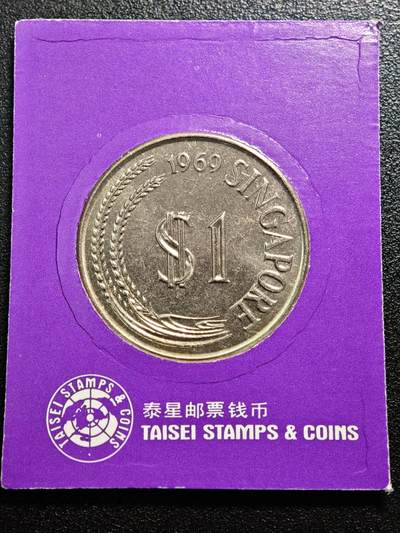 1969 SINGAPORE
$1
泰星邮票钱币
TAISEI STAMPS & COINS
TAISEI STAMPS & COINS